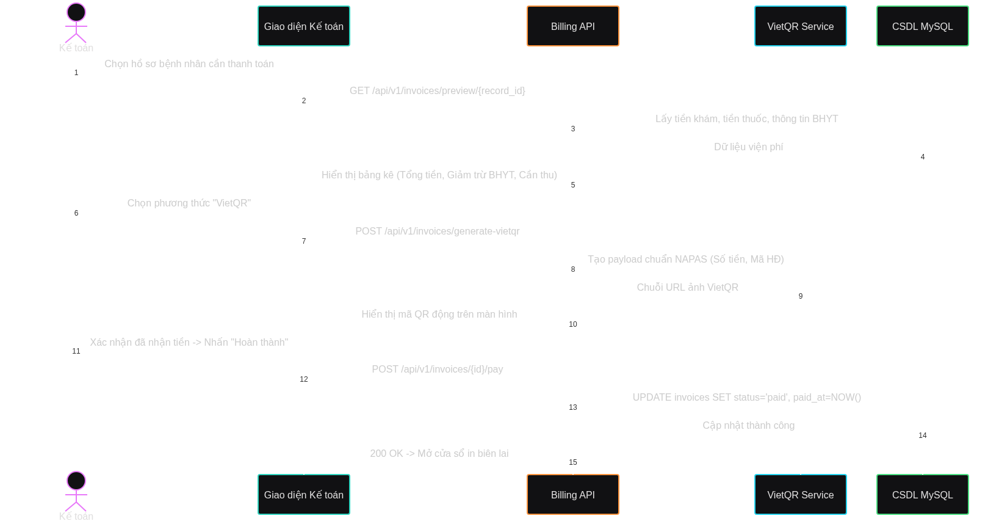 Kế toán
Giao diện Kế toán
Billing API
VietQR Service
CSDL MySQL
Chọn hồ sơ bệnh nhân cần thanh toán
1
GET /api/v1/invoices/preview/{record_id}
2
Lấy tiền khám, tiền thuốc, thông tin BHYT
3
Dữ liệu viện phí
4
Hiển thị bảng kê (Tổng tiền, Giảm trừ BHYT, Cần thu)
5
Chọn phương thức "VietQR"
6
POST /api/v1/invoices/generate-vietqr
7
Tạo payload chuẩn NAPAS (Số tiền, Mã HĐ)
8
Chuỗi URL ảnh VietQR
9
Hiển thị mã QR động trên màn hình
10
Xác nhận đã nhận tiền -> Nhấn "Hoàn thành"
11
POST /api/v1/invoices/{id}/pay
12
UPDATE invoices SET status='paid', paid_at=NOW()
13
Cập nhật thành công
14
200 OK -> Mở cửa sổ in biên lai
15
Kế toán
Giao diện Kế toán
Billing API
VietQR Service
CSDL MySQL